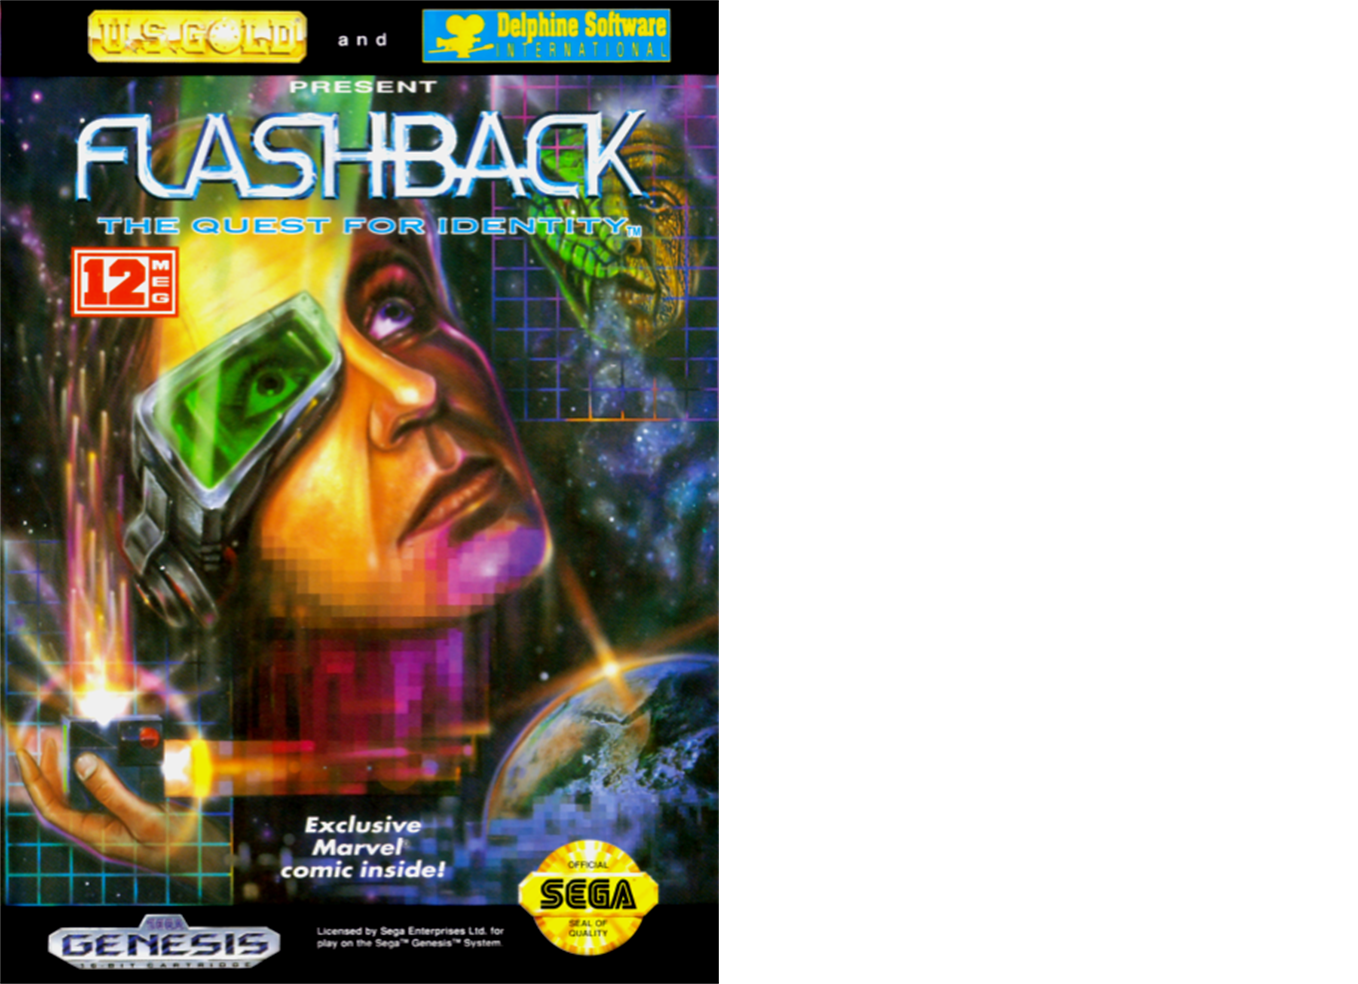 U.S. GOLD
and
Delphine Software
INTERNATIONAL
PRESENT
FLASHBACK
THE QUEST FOR IDENTITY™
12 MEG
Exclusive
Marvel
comic inside!
OFFICIAL
SEGA
SEAL OF
QUALITY
SEGA
GENESIS
16-BIT CARTRIDGE
Licensed by Sega Enterprises Ltd. for
play on the Sega™ Genesis™ System.